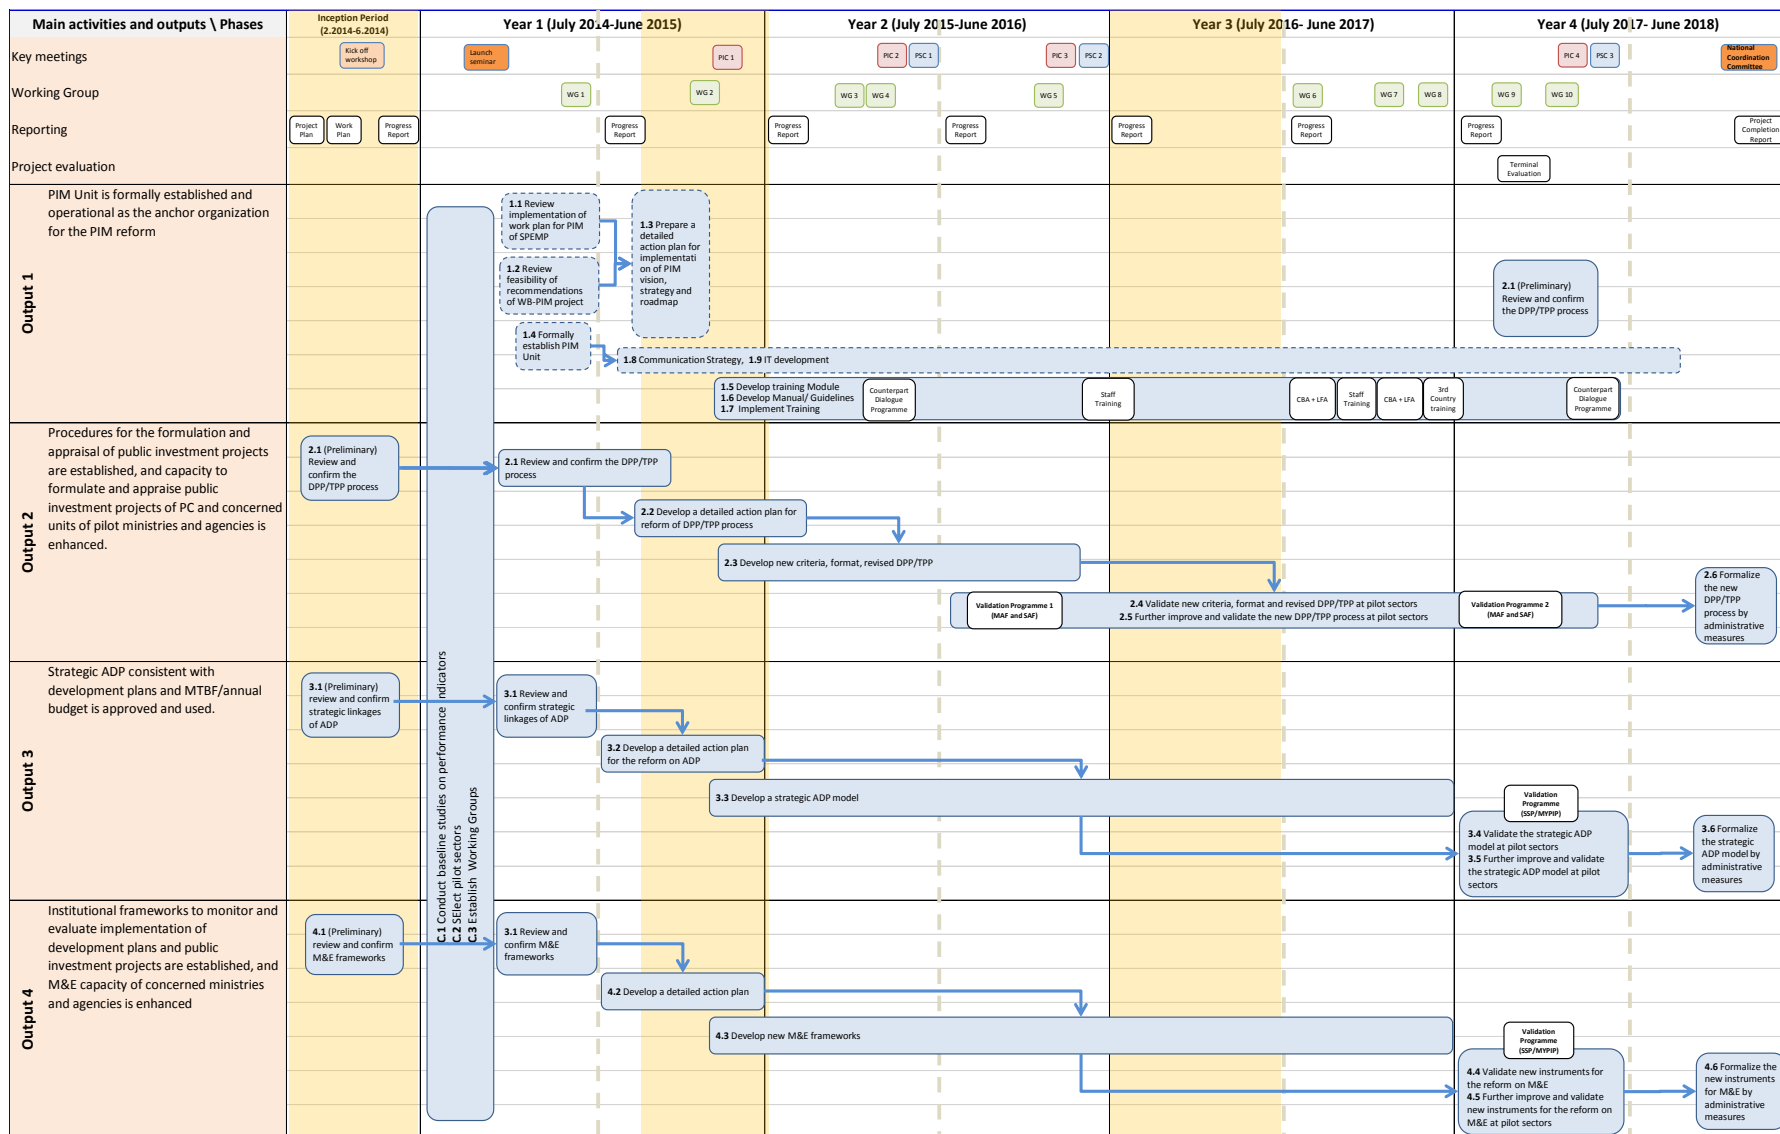 Main activities and outputs \ Phases
Inception Period
(2.2014-6.2014)
Year 1 (July 2014-June 2015)
Year 2 (July 2015-June 2016)
Year 3 (July 2016- June 2017)
Year 4 (July 2017- June 2018)
Key meetings
Kick off
workshop
Launch
seminar
PIC 1
PIC 2
PSC 1
PIC 3
PSC 2
PIC 4
PSC 3
National
Coordination
Committee
Working Group
WG 1
WG 2
WG 3
WG 4
WG 5
WG 6
WG 7
WG 8
WG 9
WG 10
Reporting
Project
Plan
Work
Plan
Progress
Report
Progress
Report
Progress
Report
Progress
Report
Progress
Report
Progress
Report
Progress
Report
Project
Completion
Report
Project evaluation
Terminal
Evaluation
Output 1
PIM Unit is formally established and
operational as the anchor organization
for the PIM reform
1.1 Review
implementation of
work plan for PIM
of SPEMP
1.2 Review
feasibility of
recommendations
of WB-PIM project
1.3 Prepare a
detailed
action plan for
implementati
on of PIM
vision,
strategy and
roadmap
1.4 Formally
establish PIM
Unit
2.1 (Preliminary)
Review and confirm
the DPP/TPP process
1.8 Communication Strategy, 1.9 IT development
1.5 Develop training Module
1.6 Develop Manual/ Guidelines
1.7 Implement Training
Counterpart
Dialogue
Programme
Staff
Training
CBA + LFA
Staff
Training
CBA + LFA
3rd
Country
training
Counterpart
Dialogue
Programme
Output 2
Procedures for the formulation and
appraisal of public investment projects
are established, and capacity to
formulate and appraise public
investment projects of PC and concerned
units of pilot ministries and agencies is
enhanced.
2.1 (Preliminary)
Review and
confirm the
DPP/TPP process
2.1 Review and confirm the DPP/TPP
process
2.2 Develop a detailed action plan for
reform of DPP/TPP process
2.3 Develop new criteria, format, revised DPP/TPP
Validation Programme 1
(MAF and SAF)
2.4 Validate new criteria, format and revised DPP/TPP at pilot sectors
2.5 Further improve and validate the new DPP/TPP process at pilot sectors
Validation Programme 2
(MAF and SAF)
2.6 Formalize
the new
DPP/TPP
process by
administrative
measures
C.1 Conduct baseline studies on performance indicators
C.2 SElect pilot sectors
C.3 Establish Working Groups
Output 3
Strategic ADP consistent with
development plans and MTBF/annual
budget is approved and used.
3.1 (Preliminary)
review and confirm
strategic linkages
of ADP
3.1 Review and
confirm strategic
linkages of ADP
3.2 Develop a detailed action plan
for the reform on ADP
3.3 Develop a strategic ADP model
Validation
Programme
(SSP/MYPIP)
3.4 Validate the strategic ADP
model at pilot sectors
3.5 Further improve and validate
the strategic ADP model at pilot
sectors
3.6 Formalize
the strategic
ADP model by
administrative
measures
Output 4
Institutional frameworks to monitor and
evaluate implementation of
development plans and public
investment projects are established, and
M&E capacity of concerned ministries
and agencies is enhanced
4.1 (Preliminary)
review and confirm
M&E frameworks
3.1 Review and
confirm M&E
frameworks
4.2 Develop a detailed action plan
4.3 Develop new M&E frameworks
Validation
Programme
(SSP/MYPIP)
4.4 Validate new instruments for
the reform on M&E
4.5 Further improve and validate
new instruments for the reform on
M&E at pilot sectors
4.6 Formalize the
new instruments
for M&E by
administrative
measures